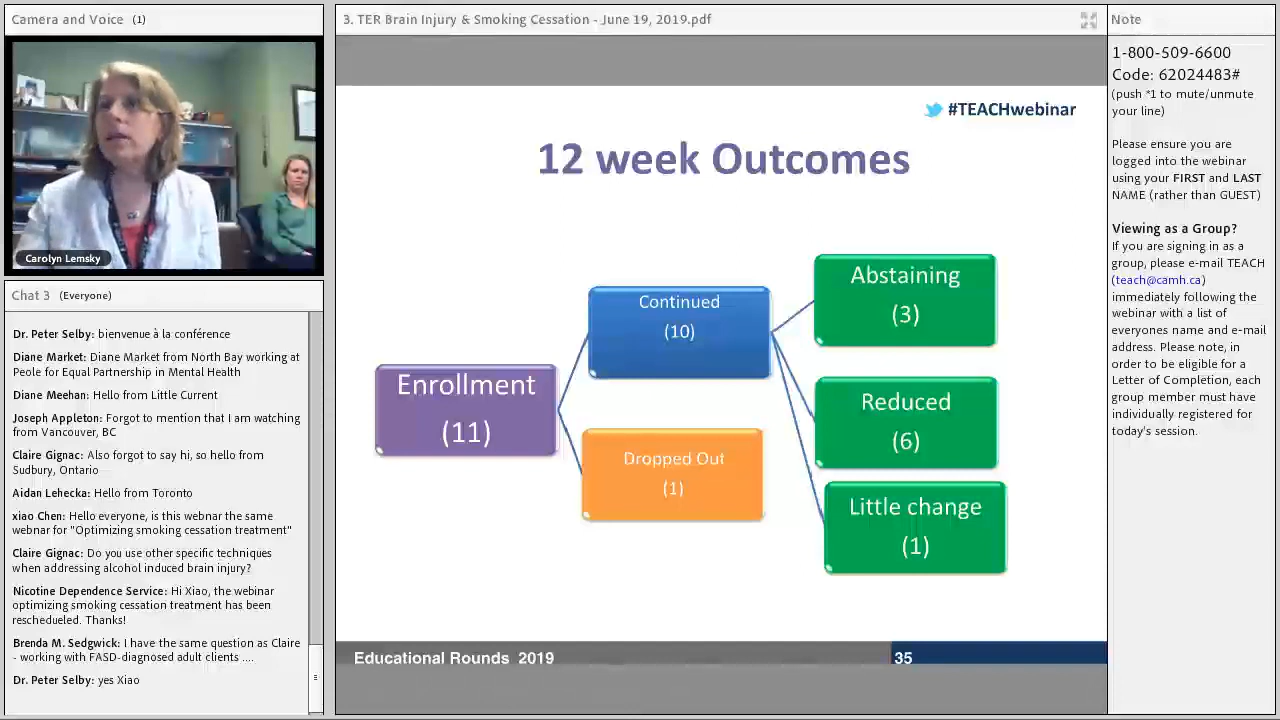 Camera and Voice (1)
Carolyn Lemsky
Chat 3 (Everyone)
Dr. Peter Selby: bienvenue à la conférence
Diane Market: Diane Market from North Bay working at
Peole for Equal Partnership in Mental Health
Diane Meehan: Hello from Little Current
Joseph Appleton: Forgot to mention that I am watching
from Vancouver, BC
Claire Gignac: Also forgot to say hi, so hello from
Sudbury, Ontario
Aidan Lehecka: Hello from Toronto
xiao Chen: Hello everyone, is this webnar the same
webnar for "Optimizing smoking cessation treatment"
Claire Gignac: Do you use other specific techniques
when addressing alcohol induced brain injury?
Nicotine Dependence Service: Hi Xiao, the webinar
optimizing smoking cessation treatment has been
reschedueled. Thanks!
Brenda M. Sedgwick: I have the same question as Claire
- working with FASD-diagnosed adult clients ....
Dr. Peter Selby: yes Xiao
3. TER Brain Injury & Smoking Cessation - June 19, 2019.pdf
#TEACHwebinar
12 week Outcomes
Enrollment
(11)
Continued
(10)
Dropped Out
(1)
Abstaining
(3)
Reduced
(6)
Little change
(1)
Educational Rounds 2019
35
Note
1-800-509-6600
Code: 62024483#
(push *1 to mute/unmute
your line)
Please ensure you are
logged into the webinar
using your FIRST and LAST
NAME (rather than GUEST)
Viewing as a Group?
If you are signing in as a
group, please e-mail TEACH
(teach@camh.ca)
immediately following the
webinar with a list of
everyones name and e-mail
address. Please note, in
order to be eligible for a
Letter of Completion, each
group member must have
individually registered for
today's session.